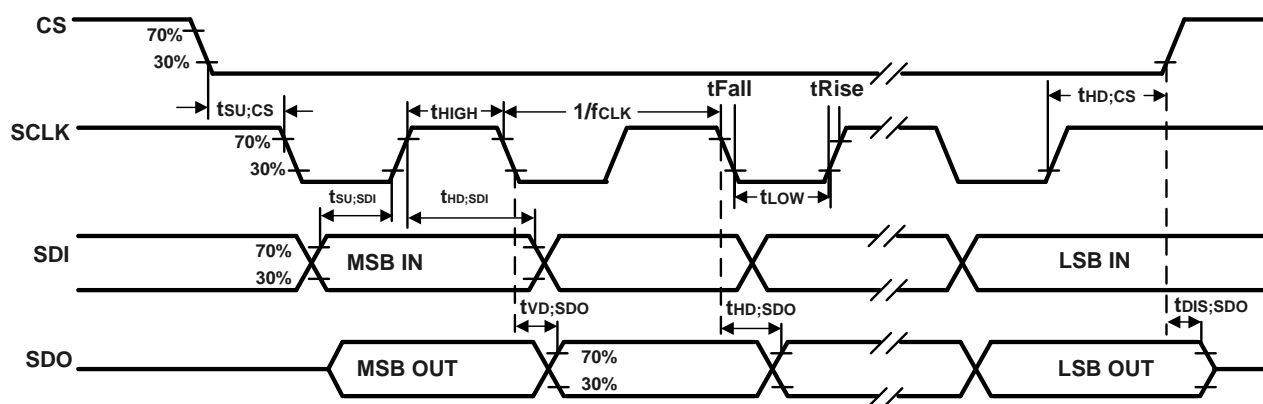 CS
70%
30%
tFall
tRise
tSU;CS
tHIGH
1/fCLK
tHD;CS
SCLK
70%
30%
tSU;SDI
tHD;SDI
tLOW
SDI
70%
30%
MSB IN
LSB IN
tVD;SDO
tHD;SDO
tDIS;SDO
SDO
MSB OUT
70%
30%
LSB OUT